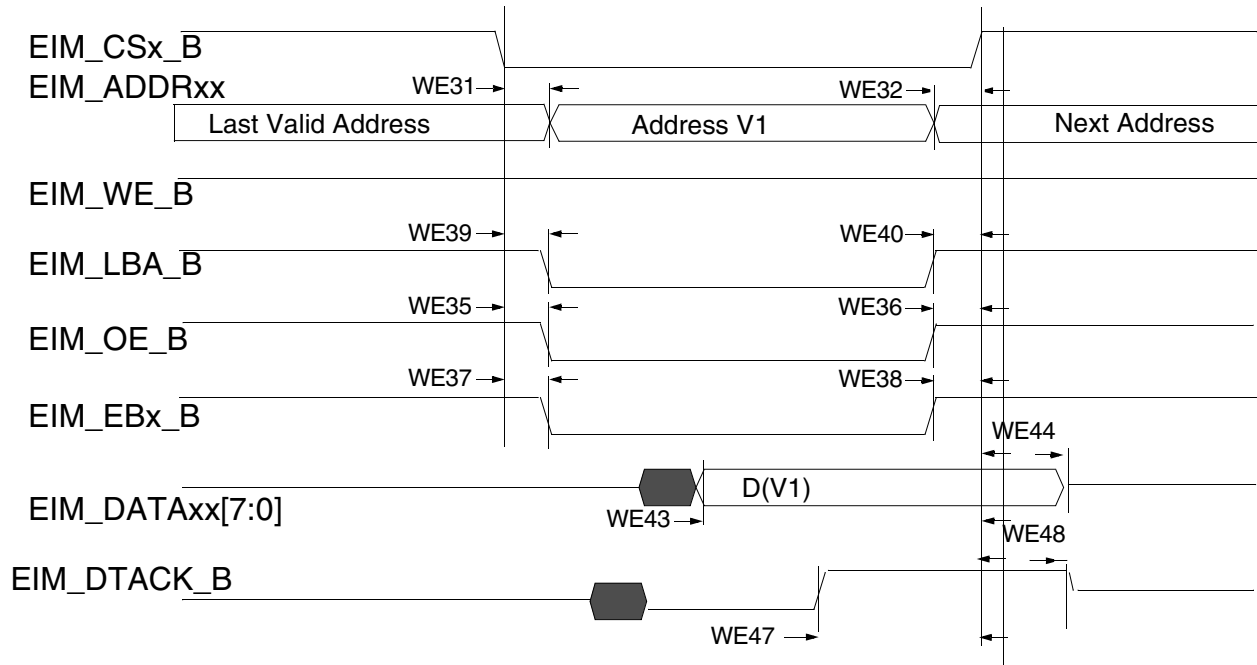 EIM_CSx_B
EIM_ADDRxx
WE31
WE32
Last Valid Address
Address V1
Next Address
EIM_WE_B
WE39
WE40
EIM_LBA_B
WE35
WE36
EIM_OE_B
WE37
WE38
EIM_EBx_B
WE44
D(V1)
EIM_DATAxx[7:0]
WE43
WE48
EIM_DTACK_B
WE47